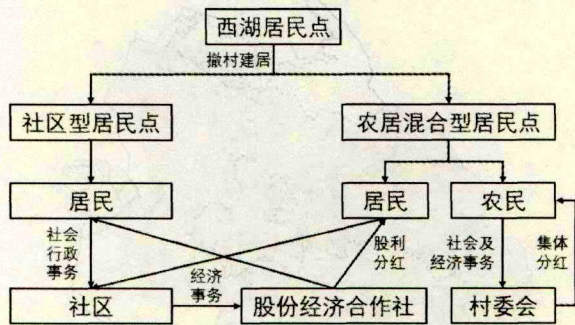 西湖居民点
撤村建居
社区型居民点
农居混合型居民点
居民
居民
农民
社会
行政
事务
股利
分红
社会及
经济事务
集体
分红
经济
事务
社区
股份经济合作社
村委会